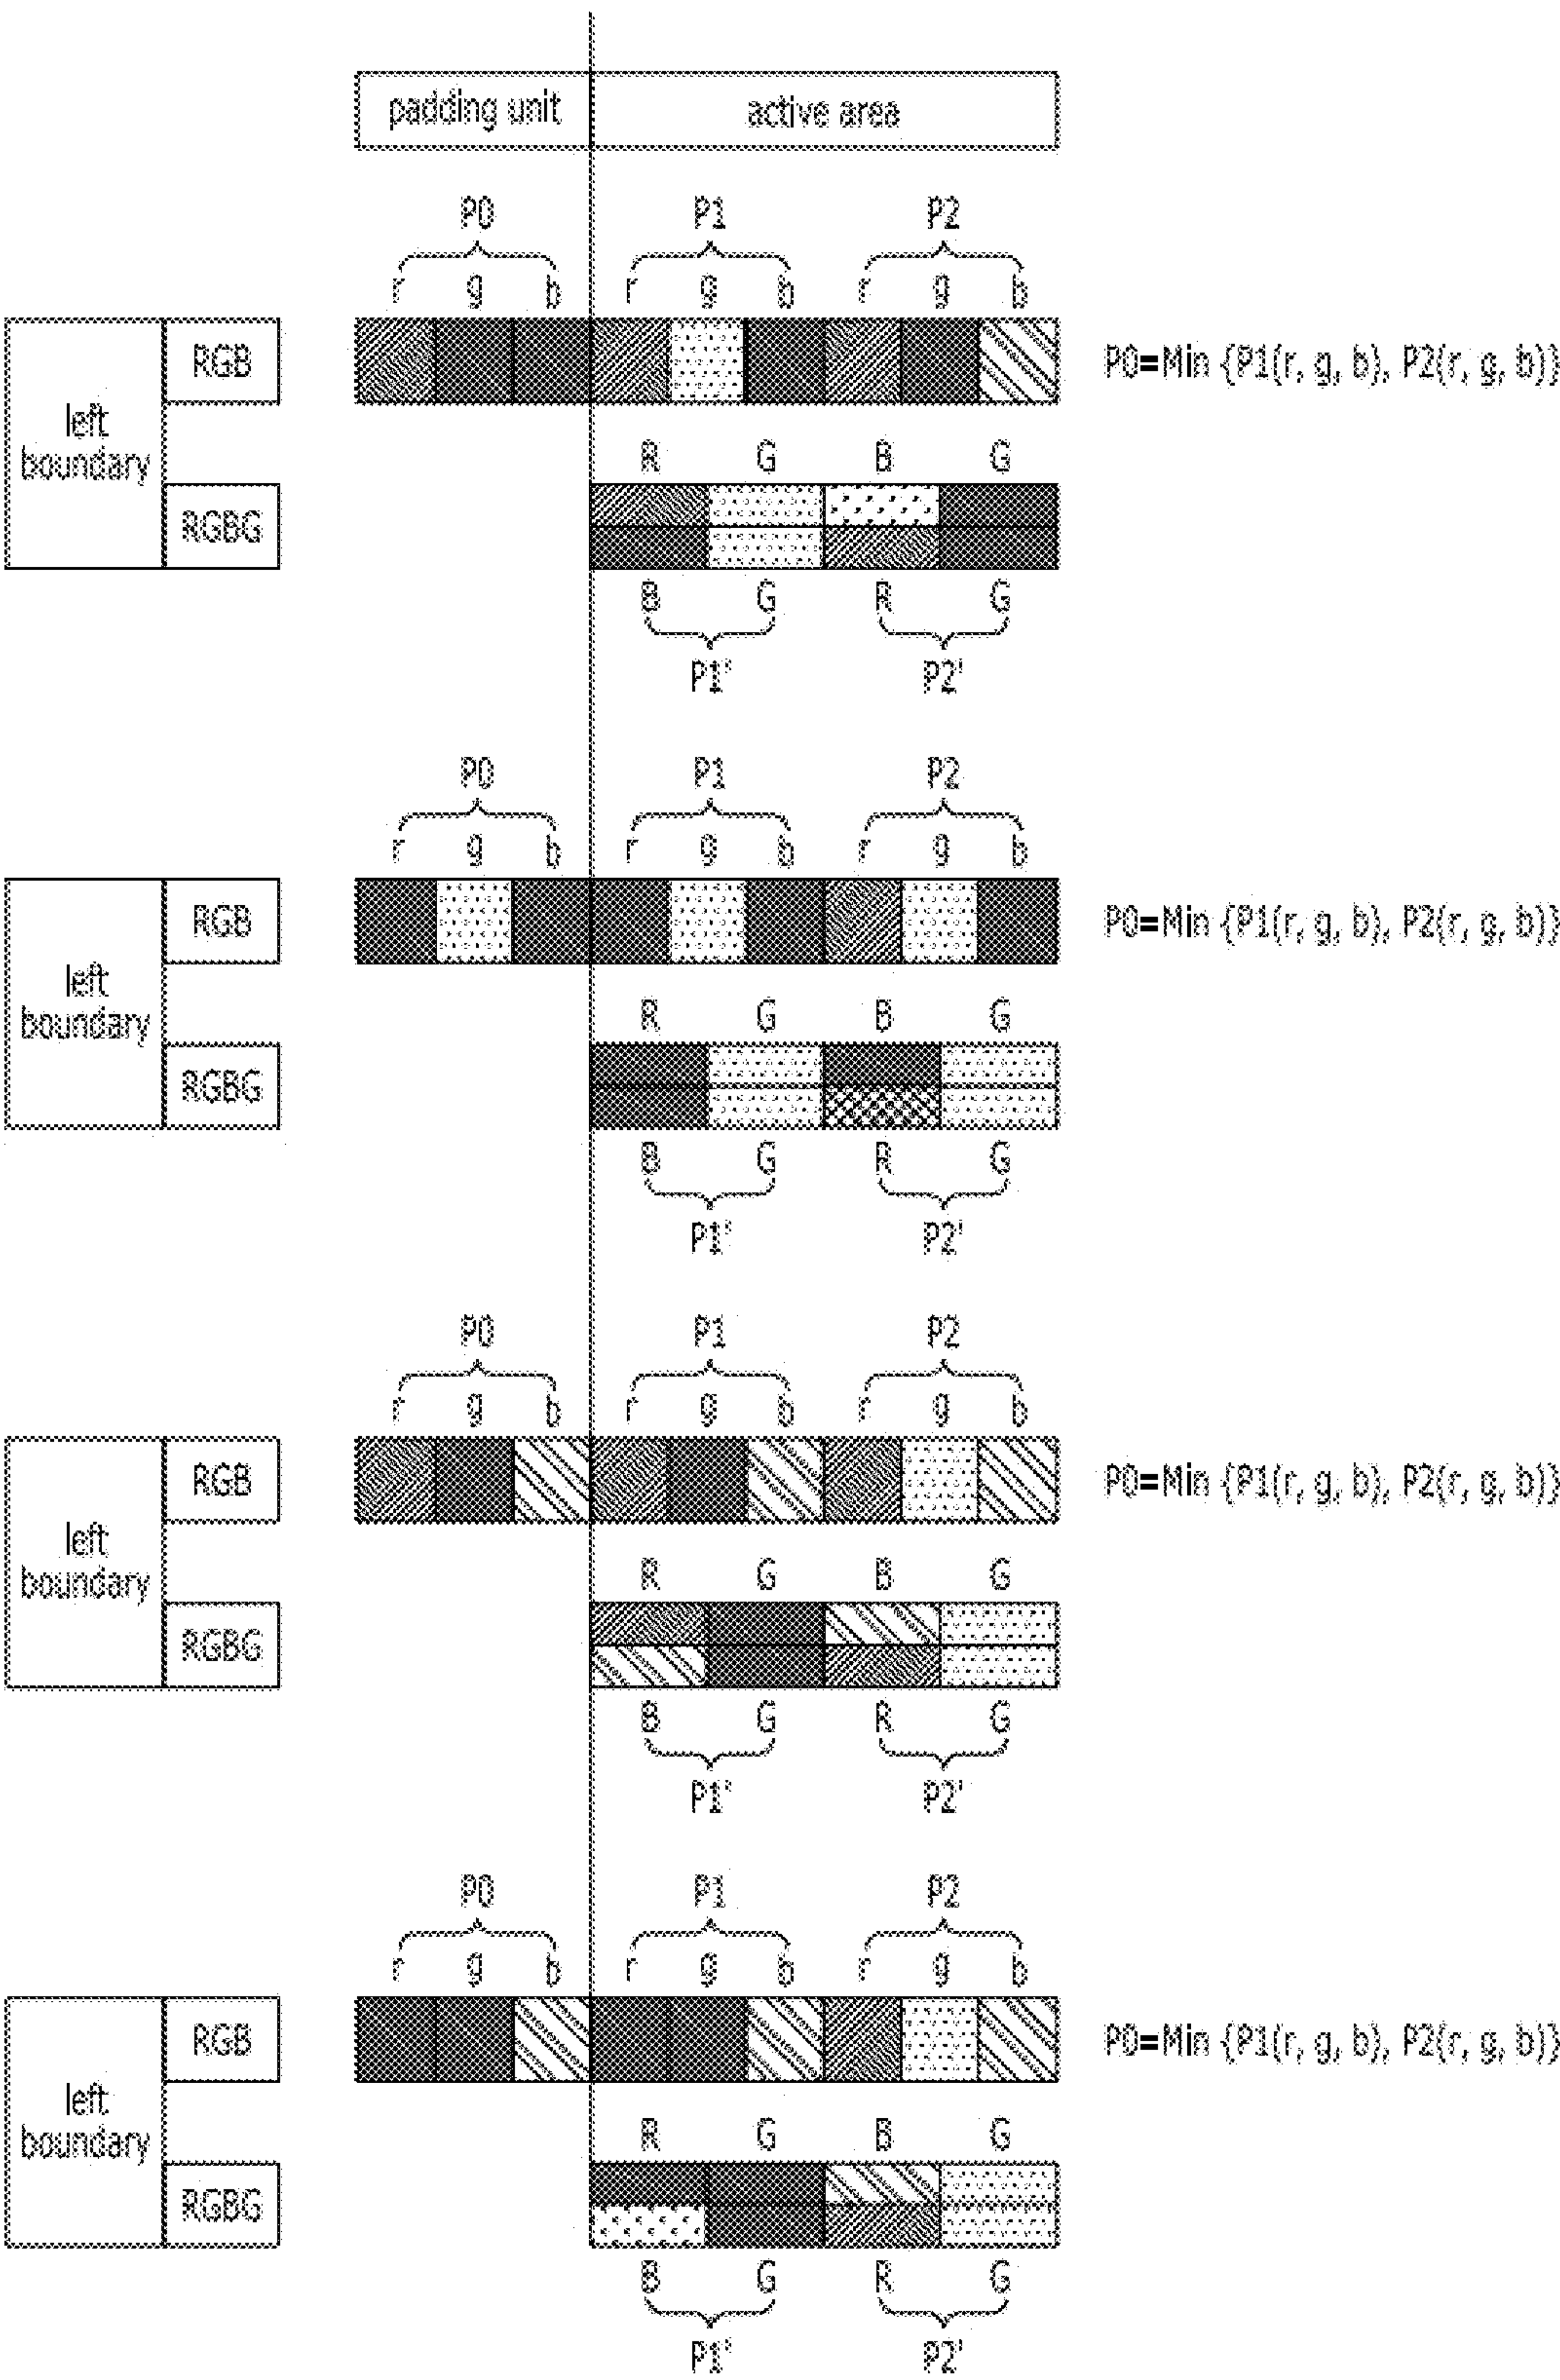 padding unit active area
P0 P1 P2
r g b r g b r g b
left
boundary
RGB
P0=Min {P1(r, g, b), P2(r, g, b)}
R G B G
RGBG
B G R G
P1' P2'
P0 P1 P2
r g b r g b r g b
left
boundary
RGB
P0=Min {P1(r, g, b), P2(r, g, b)}
R G B G
RGBG
B G R G
P1' P2'
P0 P1 P2
r g b r g b r g b
left
boundary
RGB
P0=Min {P1(r, g, b), P2(r, g, b)}
R G B G
RGBG
B G R G
P1' P2'
P0 P1 P2
r g b r g b r g b
left
boundary
RGB
P0=Min {P1(r, g, b), P2(r, g, b)}
R G B G
RGBG
B G R G
P1' P2'